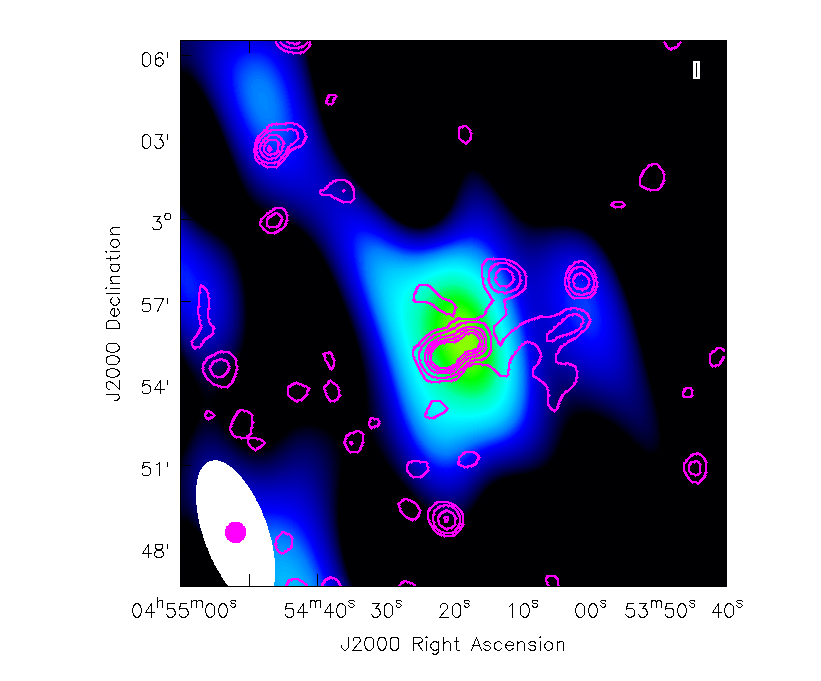 06'
03'
3°
57'
54'
51'
48'
J2000 Declination
I
04ʰ55ᵐ00ˢ 54ᵐ40ˢ 30ˢ 20ˢ 10ˢ 00ˢ 53ᵐ50ˢ 40ˢ
J2000 Right Ascension